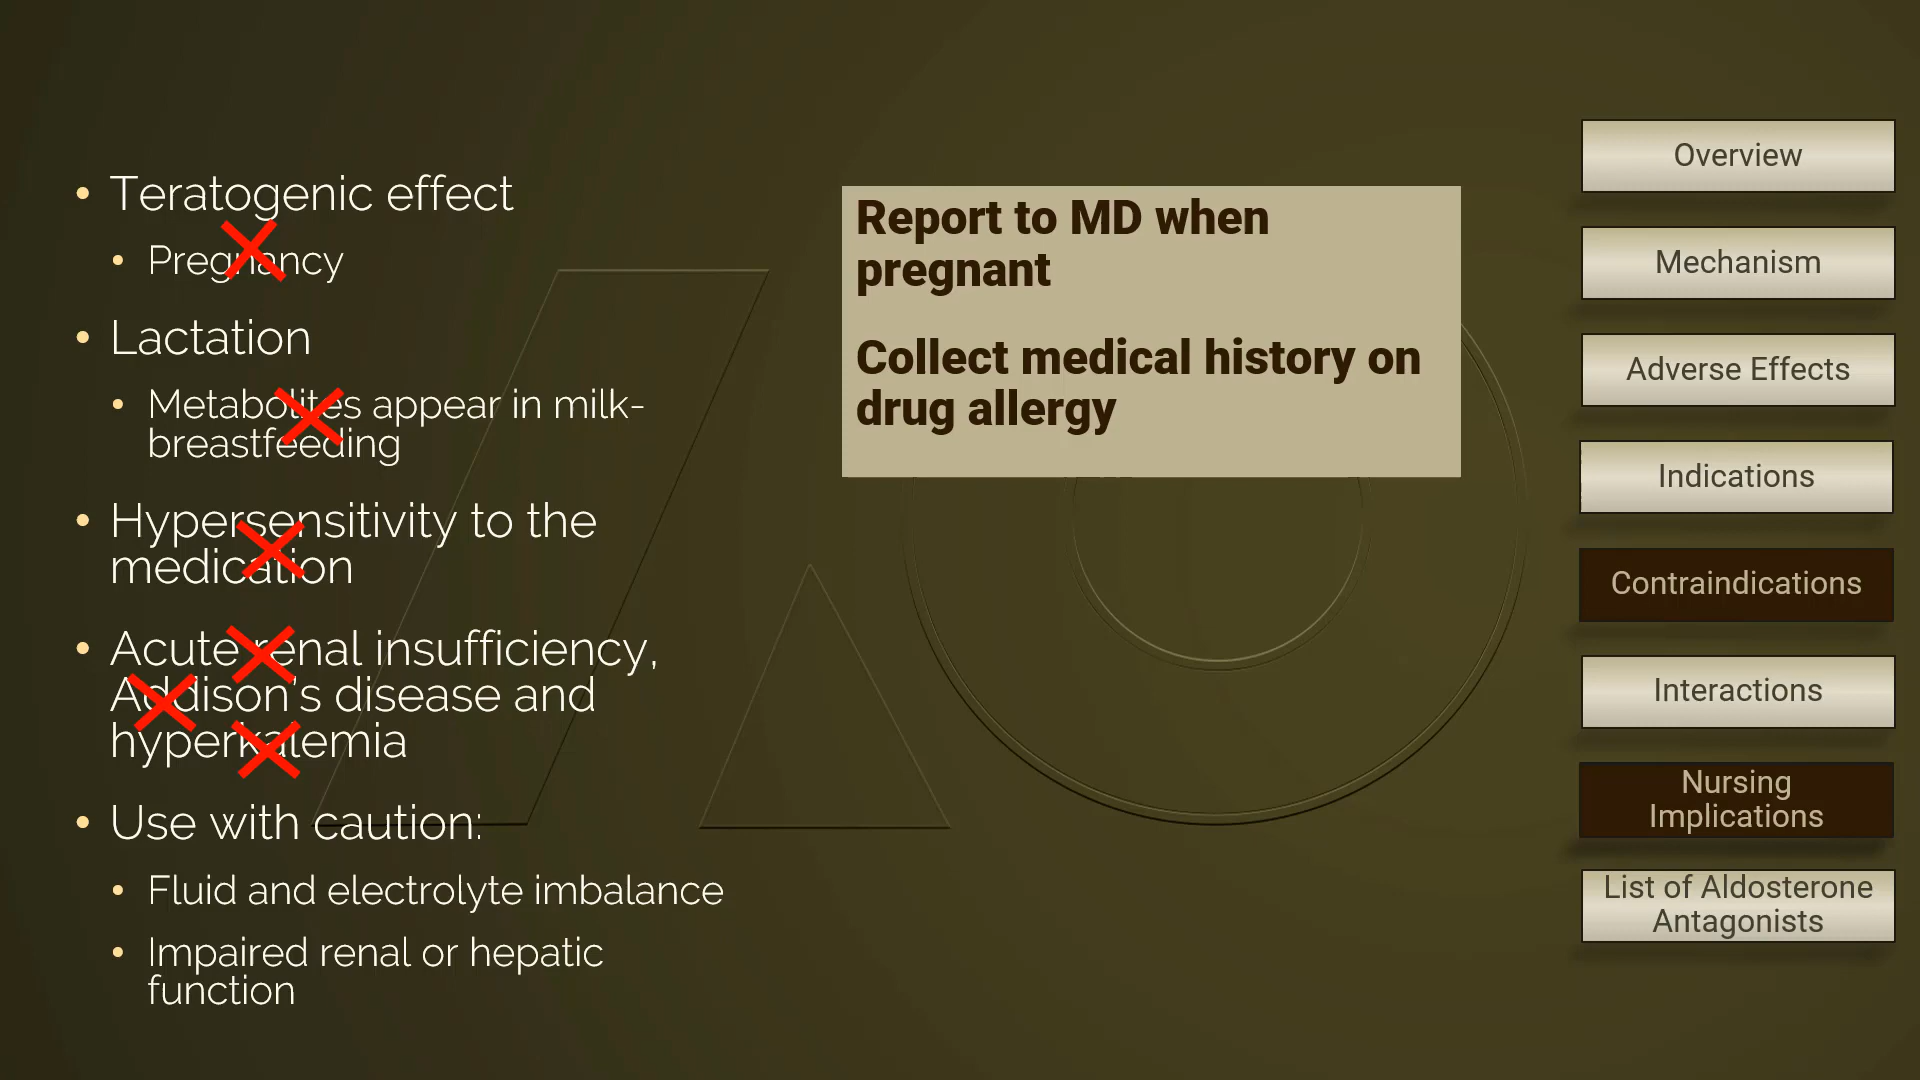 Teratogenic effect
Pregnancy
Lactation
Metabolites appear in milk-
breastfeeding
Hypersensitivity to the
medication
Acute renal insufficiency,
Addison's disease and
hyperkalemia
Use with caution:
Fluid and electrolyte imbalance
Impaired renal or hepatic
function
Report to MD when
pregnant
Collect medical history on
drug allergy
Overview
Mechanism
Adverse Effects
Indications
Contraindications
Interactions
Nursing
Implications
List of Aldosterone
Antagonists